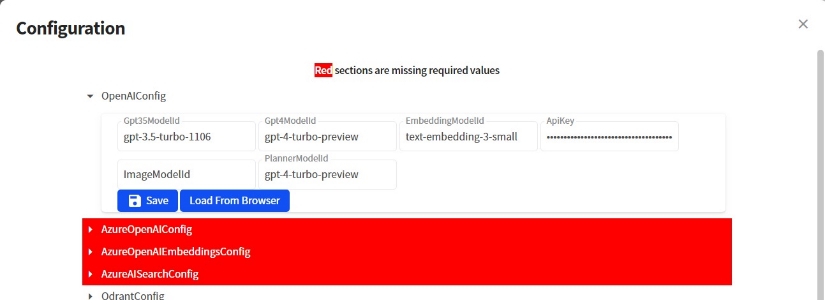 Configuration
Red sections are missing required values
OpenAIConfig
Gpt35ModelId Gpt4ModelId EmbeddingModelId ApiKey
gpt-3.5-turbo-1106 gpt-4-turbo-preview text-embedding-3-small ••••••••••••••••••••••••••••••••••••
PlannerModelId
ImageModelId gpt-4-turbo-preview
Save Load From Browser
AzureOpenAIConfig
AzureOpenAIEmbeddingsConfig
AzureAISearchConfig
QdrantConfig